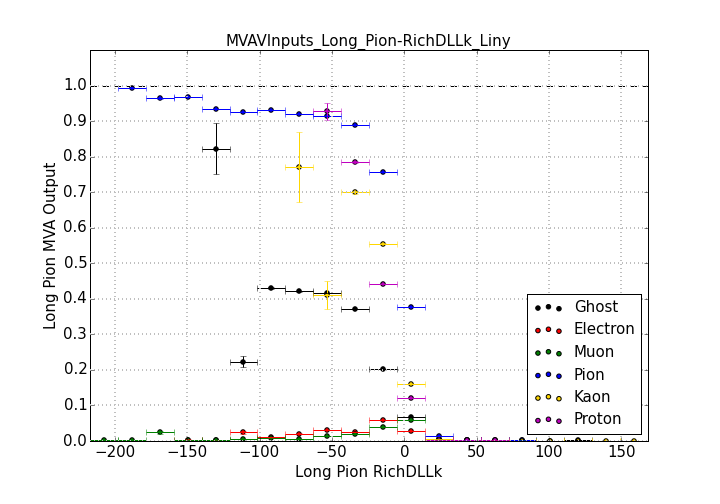 MVAVInputs_Long_Pion-RichDLLk_Liny
1.0
0.9
0.8
0.7
0.6
0.5
0.4
0.3
0.2
0.1
0.0
Long Pion MVA Output
Ghost
Electron
Muon
Pion
Kaon
Proton
−200 −150 −100 −50 0 50 100 150
Long Pion RichDLLk